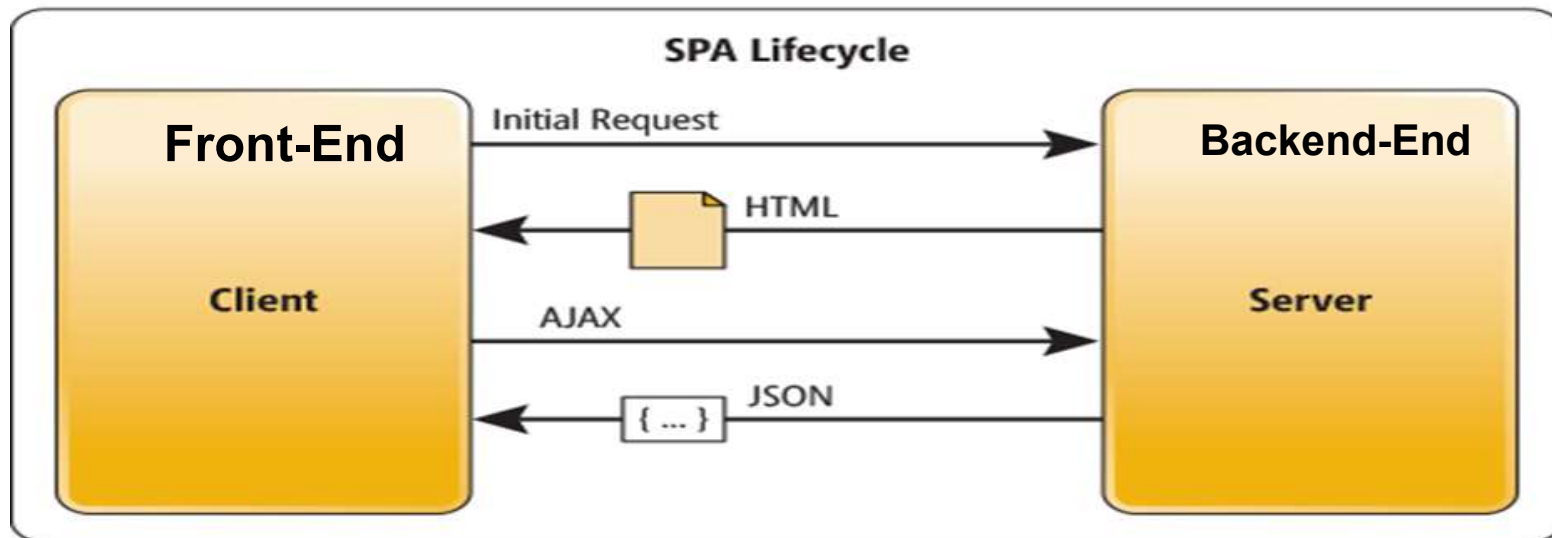 SPA Lifecycle
Front-End
Client
Initial Request
HTML
AJAX
JSON
{ ... }
Backend-End
Server